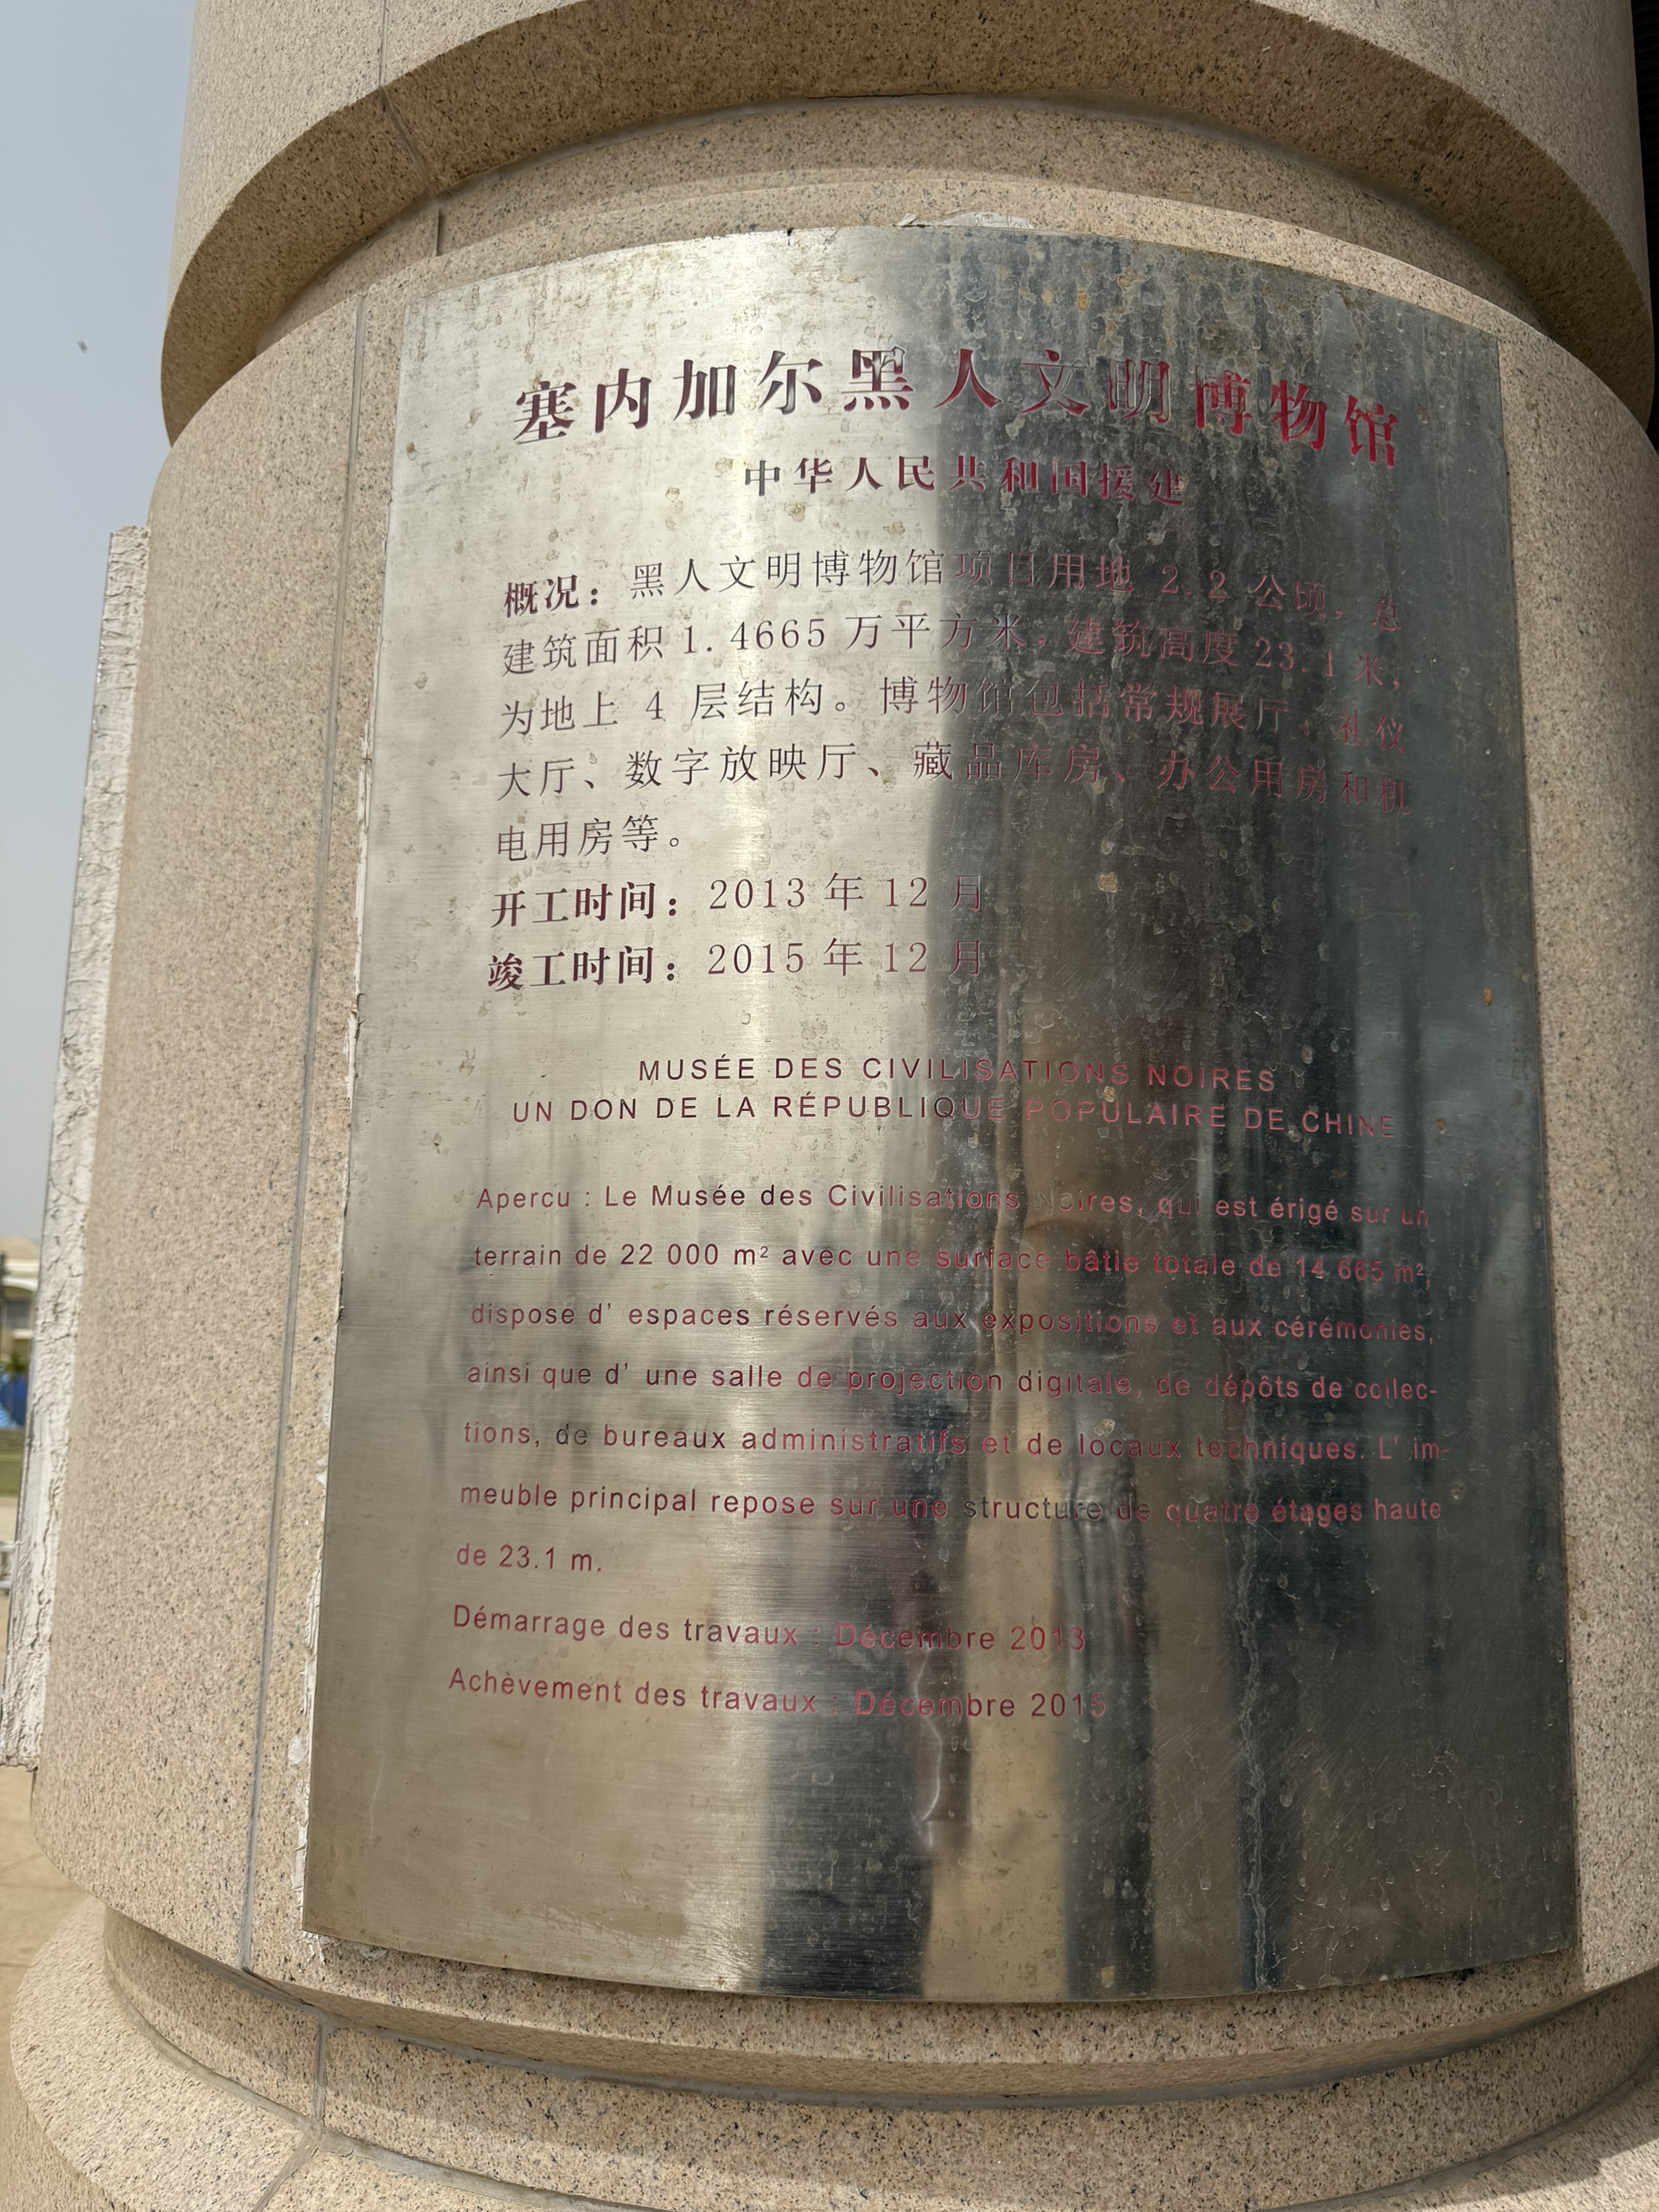 塞内加尔黑人文明博物馆
中华人民共和国援建
概况：黑人文明博物馆项目用地 2.2 公顷，总
建筑面积 1.4665 万平方米，建筑高度 23.1 米，
为地上 4 层结构。博物馆包括常规展厅、礼仪
大厅、数字放映厅、藏品库房、办公用房和机
电用房等。
开工时间：2013 年 12 月
竣工时间：2015 年 12 月
MUSÉE DES CIVILISATIONS NOIRES
UN DON DE LA RÉPUBLIQUE POPULAIRE DE CHINE
Apercu : Le Musée des Civilisations Noires, qui est érigé sur un
terrain de 22 000 m² avec une surface bâtie totale de 14 665 m²,
dispose d’ espaces réservés aux expositions et aux cérémonies,
ainsi que d’ une salle de projection digitale, de dépôts de collec-
tions, de bureaux administratifs et de locaux techniques. L’ im-
meuble principal repose sur une structure de quatre étages haute
de 23.1 m.
Démarrage des travaux : Décembre 2013
Achèvement des travaux : Décembre 2015